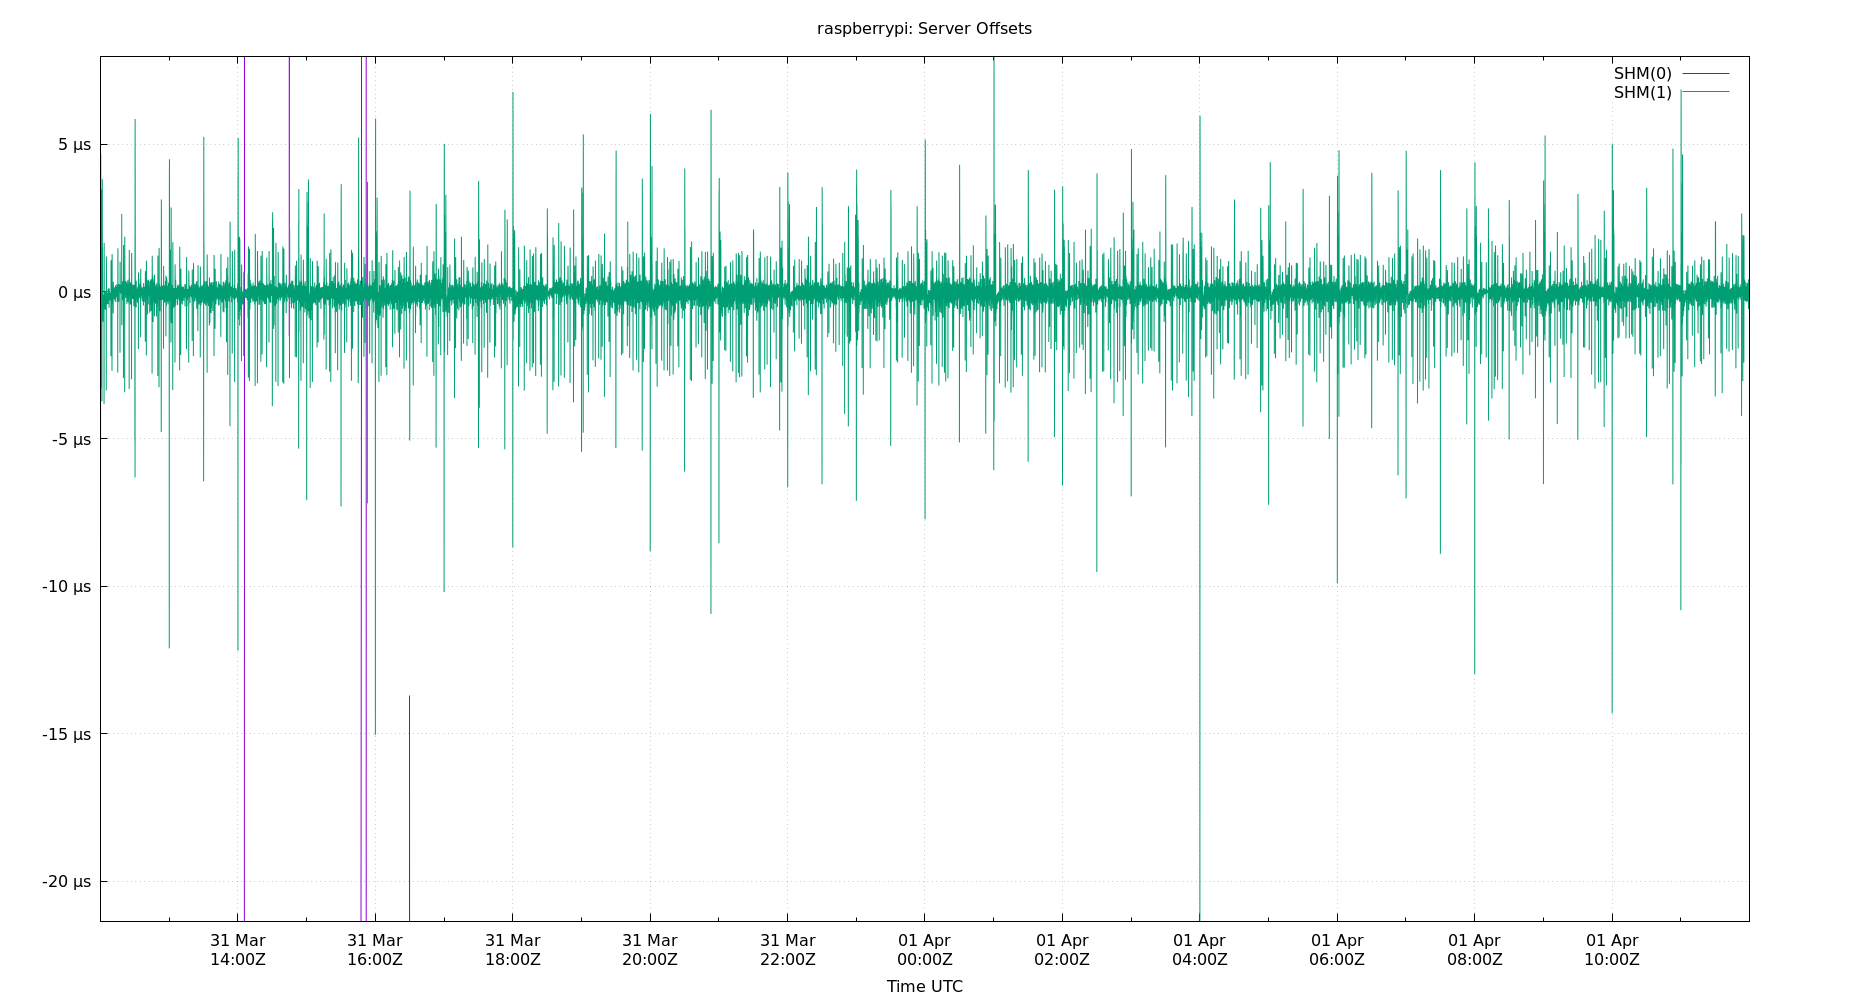 raspberrypi: Server Offsets
SHM(0)
SHM(1)
5 µs
0 µs
-5 µs
-10 µs
-15 µs
-20 µs
31 Mar 31 Mar 31 Mar 31 Mar 31 Mar 01 Apr 01 Apr 01 Apr 01 Apr 01 Apr 01 Apr
14:00Z 16:00Z 18:00Z 20:00Z 22:00Z 00:00Z 02:00Z 04:00Z 06:00Z 08:00Z 10:00Z
Time UTC